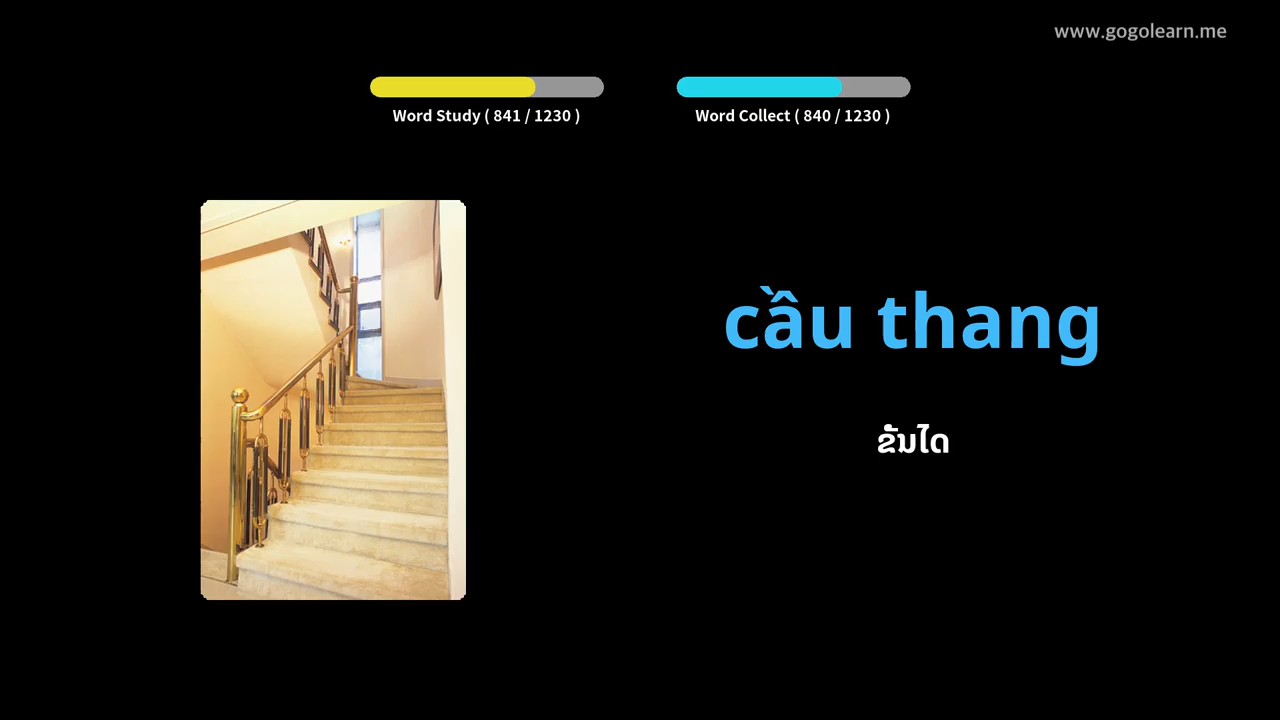 www.gogolearn.me
Word Study ( 841 / 1230 )
Word Collect ( 840 / 1230 )
cầu thang
ຂັນໄດ